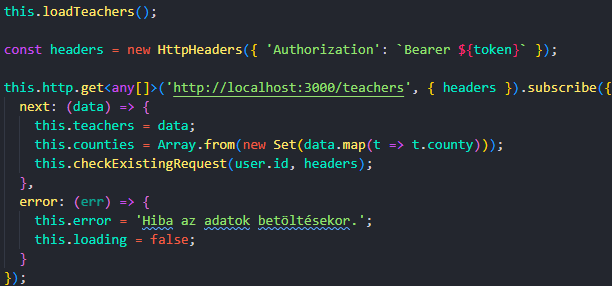 this.loadTeachers();
const headers = new HttpHeaders({ 'Authorization': `Bearer ${token}` });
this.http.get<any[]>('http://localhost:3000/teachers', { headers }).subscribe({
  next: (data) => {
    this.teachers = data;
    this.counties = Array.from(new Set(data.map(t => t.county)));
    this.checkExistingRequest(user.id, headers);
  },
  error: (err) => {
    this.error = 'Hiba az adatok betöltésekor.';
    this.loading = false;
  }
});